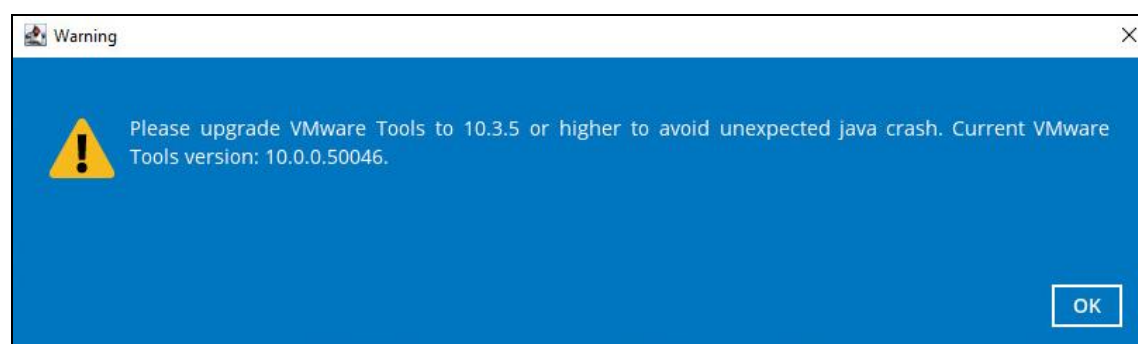 Warning
Please upgrade VMware Tools to 10.3.5 or higher to avoid unexpected java crash. Current VMware
Tools version: 10.0.0.50046.
OK